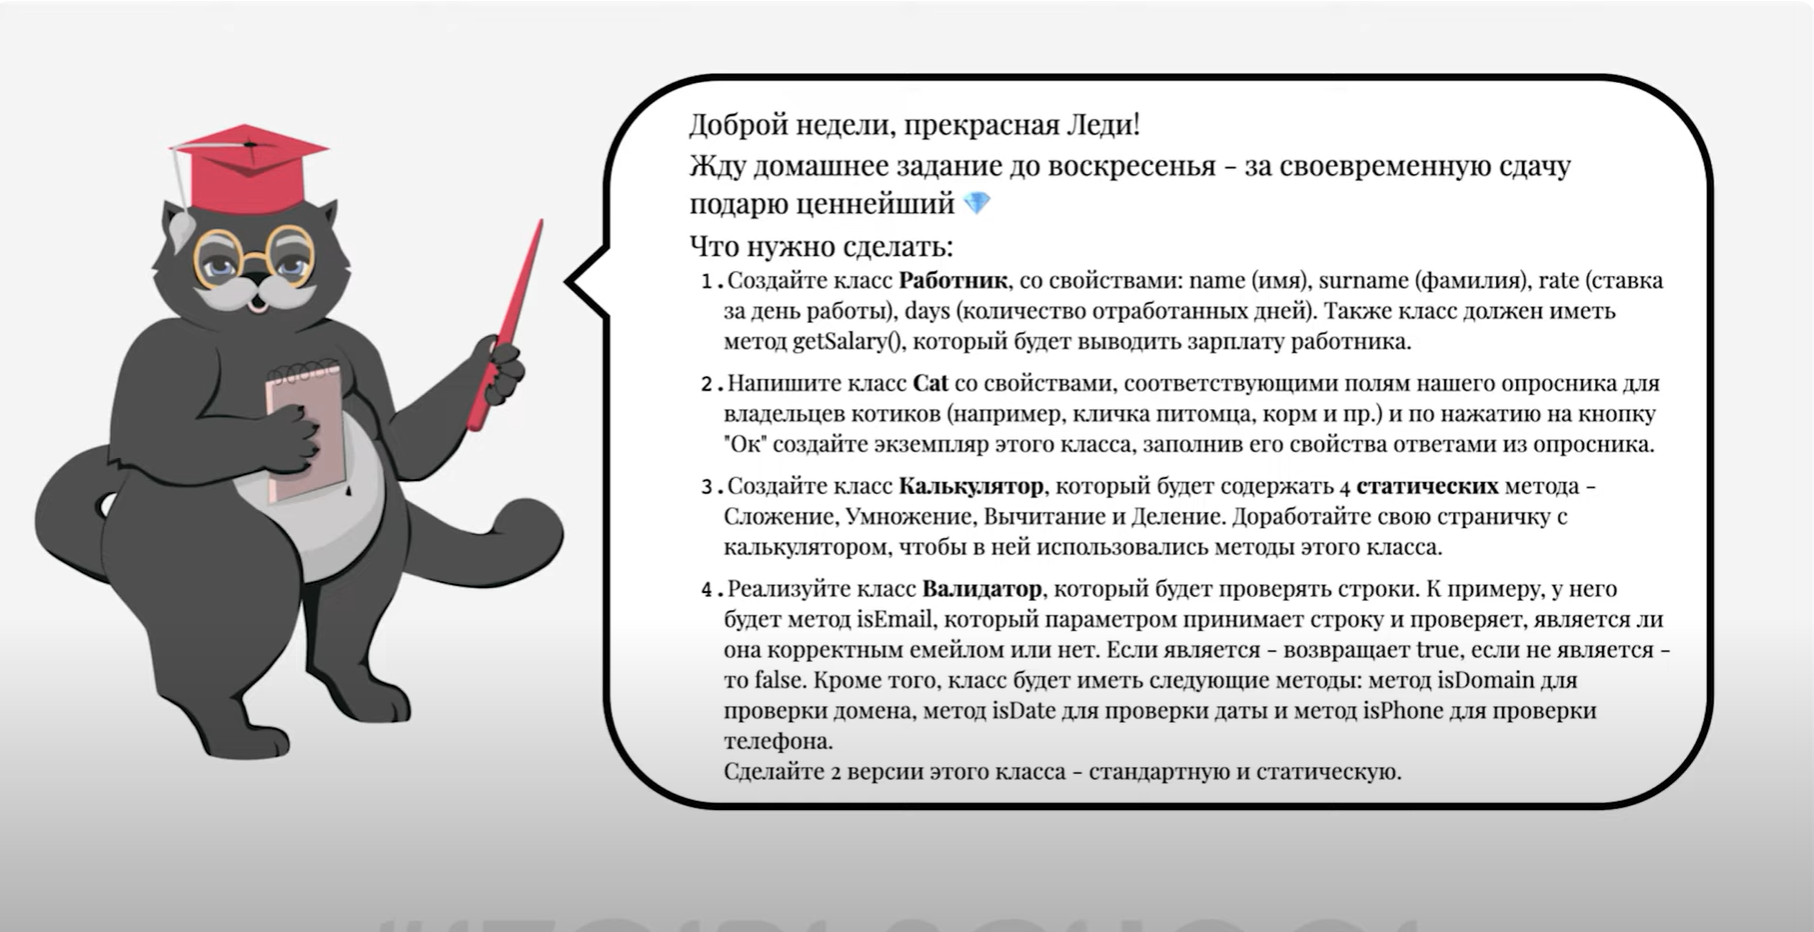 Доброй недели, прекрасная Леди!
Жду домашнее задание до воскресенья - за своевременную сдачу
подарю ценнейший 💎
Что нужно сделать:
1. Создайте класс Работник, со свойствами: name (имя), surname (фамилия), rate (ставка
за день работы), days (количество отработанных дней). Также класс должен иметь
метод getSalary(), который будет выводить зарплату работника.
2. Напишите класс Cat со свойствами, соответствующими полям нашего опросника для
владельцев котиков (например, кличка питомца, корм и пр.) и по нажатию на кнопку
"Ок" создайте экземпляр этого класса, заполнив его свойства ответами из опросника.
3. Создайте класс Калькулятор, который будет содержать 4 статических метода -
Сложение, Умножение, Вычитание и Деление. Доработайте свою страничку с
калькулятором, чтобы в ней использовались методы этого класса.
4. Реализуйте класс Валидатор, который будет проверять строки. К примеру, у него
будет метод isEmail, который параметром принимает строку и проверяет, является ли
она корректным емейлом или нет. Если является - возвращает true, если не является -
то false. Кроме того, класс будет иметь следующие методы: метод isDomain для
проверки домена, метод isDate для проверки даты и метод isPhone для проверки
телефона.
Сделайте 2 версии этого класса - стандартную и статическую.